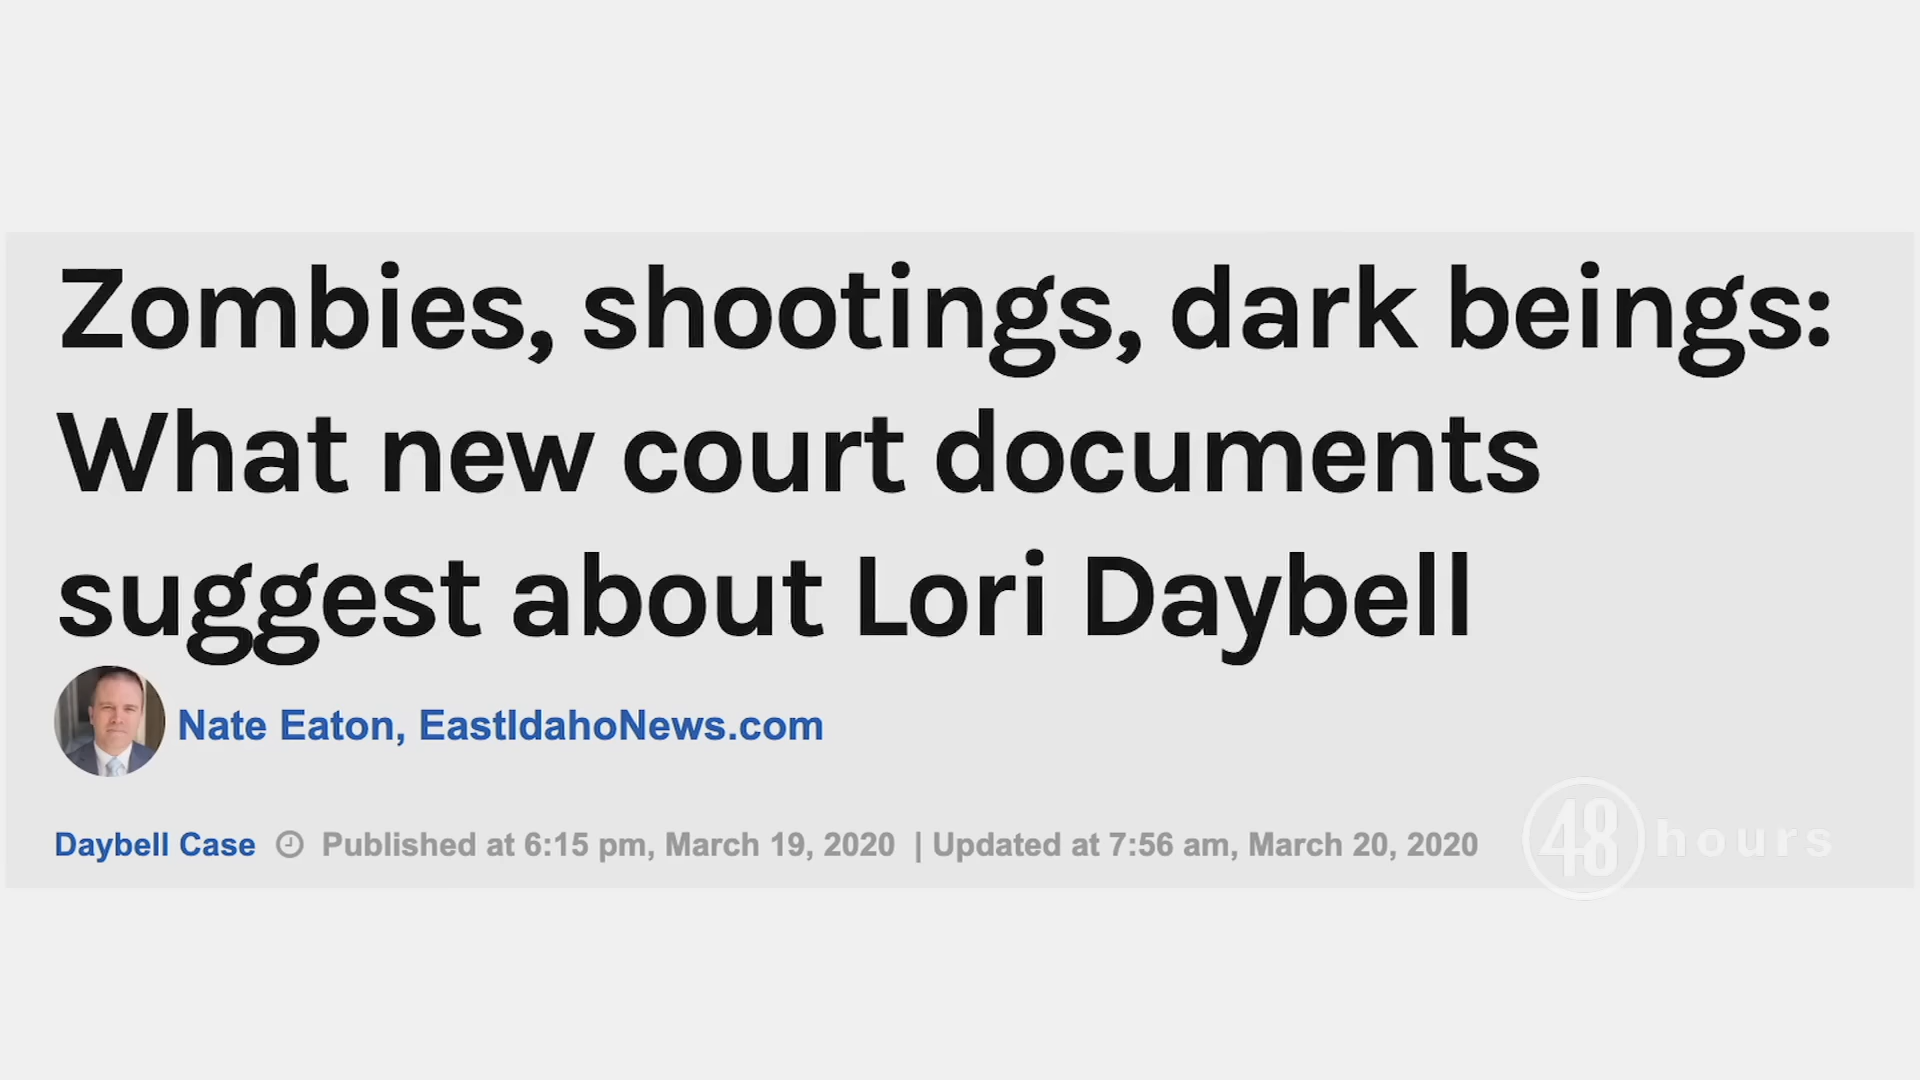 Zombies, shootings, dark beings:
What new court documents
suggest about Lori Daybell
Nate Eaton, EastIdahoNews.com
Daybell Case Published at 6:15 pm, March 19, 2020 | Updated at 7:56 am, March 20, 2020
48 hours